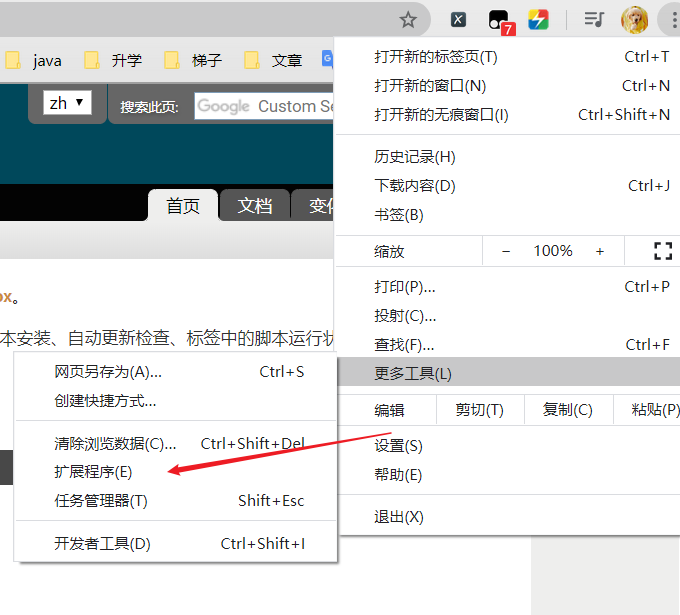 7
java
升学
梯子
文章
zh
搜索此页:
Google Custom Se
首页
文档
ox。
本安装、自动更新检查、标签中的脚本运行状
打开新的标签页(T) Ctrl+T
打开新的窗口(N) Ctrl+N
打开新的无痕窗口(I) Ctrl+Shift+N
历史记录(H)
下载内容(D) Ctrl+J
书签(B)
缩放 − 100% +
打印(P)... Ctrl+P
投射(C)...
查找(F)... Ctrl+F
更多工具(L)
编辑 剪切(T) 复制(C) 粘贴(P)
设置(S)
帮助(E)
退出(X)
网页另存为(A)... Ctrl+S
创建快捷方式...
清除浏览数据(C)... Ctrl+Shift+Del
扩展程序(E)
任务管理器(T) Shift+Esc
开发者工具(D) Ctrl+Shift+I